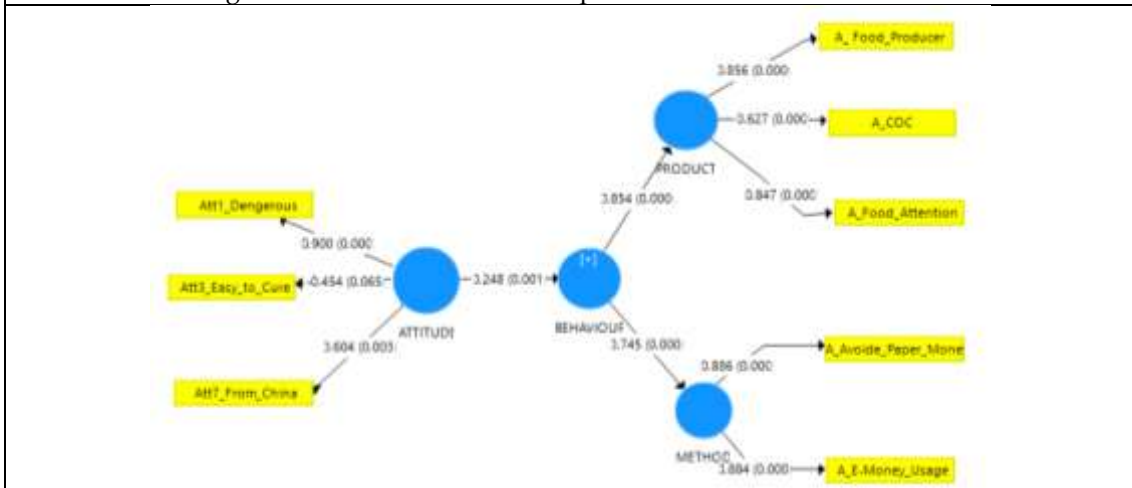 A_ Food_Producer
0.856 (0.000
0.627 (0.000
A_COC
PRODUCT
0.847 (0.000
A_Food_Attention
0.854 (0.000
Att1_Dengerous
0.900 (0.000
Att3_Easy_to_Cure
-0.454 (0.065
ATTITUDE
0.248 (0.001
[+]
BEHAVIOUR
0.604 (0.003
Att7_From_China
0.745 (0.000
A_Avoide_Paper_Mone
0.886 (0.000
METHOD
0.884 (0.000
A_E-Money_Usage